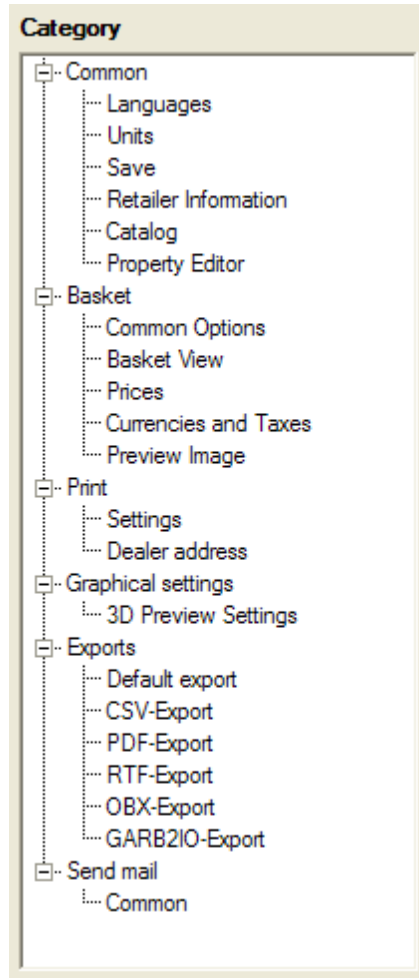 Category
Common
Languages
Units
Save
Retailer Information
Catalog
Property Editor
Basket
Common Options
Basket View
Prices
Currencies and Taxes
Preview Image
Print
Settings
Dealer address
Graphical settings
3D Preview Settings
Exports
Default export
CSV-Export
PDF-Export
RTF-Export
OBX-Export
GARB2IO-Export
Send mail
Common